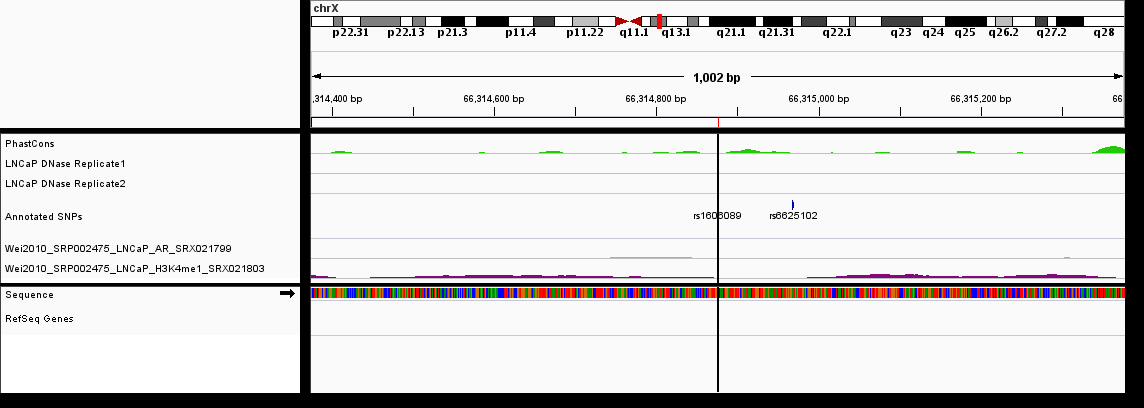 chrX
p22.31 p22.13 p21.3 p11.4 p11.22 q11.1 q13.1 q21.1 q21.31 q22.1 q23 q24 q25 q26.2 q27.2 q28
1,002 bp
,314,400 bp 66,314,600 bp 66,314,800 bp 66,315,000 bp 66,315,200 bp 66
PhastCons
LNCaP DNase Replicate1
LNCaP DNase Replicate2
Annotated SNPs rs1606089 rs6625102
Wei2010_SRP002475_LNCaP_AR_SRX021799
Wei2010_SRP002475_LNCaP_H3K4me1_SRX021803
Sequence
RefSeq Genes